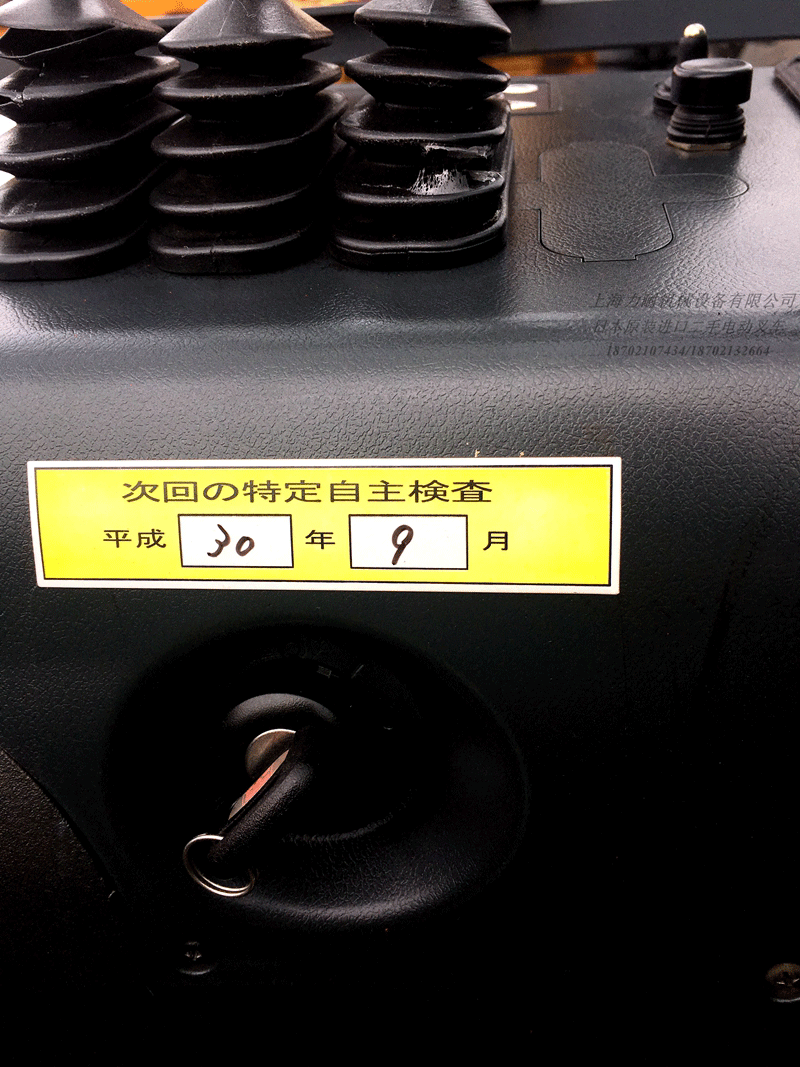 上海力顺机械设备有限公司
日本原装进口二手电动叉车
18702107434/18702132664
次回の特定自主検査
平成 30 年 9 月